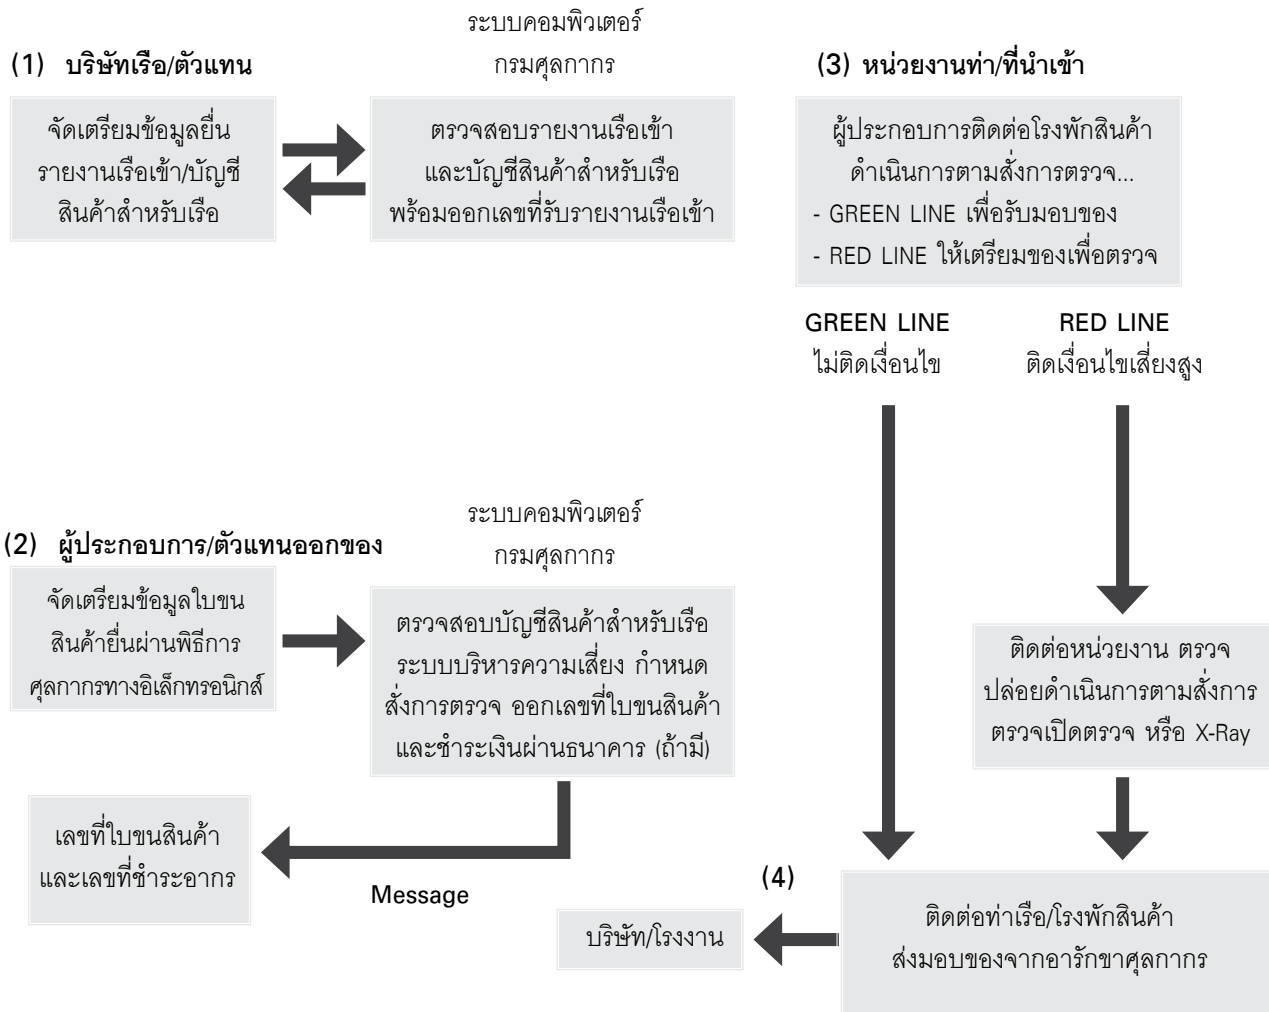 ระบบคอมพิวเตอร์
กรมศุลกากร
(1) บริษัทเรือ/ตัวแทน
จัดเตรียมข้อมูลยื่น
รายงานเรือเข้า/บัญชี
สินค้าสำหรับเรือ
ตรวจสอบรายงานเรือเข้า
และบัญชีสินค้าสำหรับเรือ
พร้อมออกเลขที่รับรายงานเรือเข้า
(2) ผู้ประกอบการ/ตัวแทนออกของ
จัดเตรียมข้อมูลใบขน
สินค้ายื่นผ่านพิธีการ
ศุลกากรทางอิเล็กทรอนิกส์
ระบบคอมพิวเตอร์
กรมศุลกากร
ตรวจสอบบัญชีสินค้าสำหรับเรือ
ระบบบริหารความเสี่ยง กำหนด
สั่งการตรวจ ออกเลขที่ใบขนสินค้า
และชำระเงินผ่านธนาคาร (ถ้ามี)
เลขที่ใบขนสินค้า
และเลขที่ชำระอากร
Message
(3) หน่วยงานท่า/ที่นำเข้า
ผู้ประกอบการติดต่อโรงพักสินค้า
ดำเนินการตามสั่งการตรวจ...
- GREEN LINE เพื่อรับมอบของ
- RED LINE ให้เตรียมของเพื่อตรวจ
GREEN LINE
ไม่ติดเงื่อนไข
RED LINE
ติดเงื่อนไขเสี่ยงสูง
ติดต่อหน่วยงาน ตรวจ
ปล่อยดำเนินการตามสั่งการ
ตรวจเปิดตรวจ หรือ X-Ray
(4)
ติดต่อท่าเรือ/โรงพักสินค้า
ส่งมอบของจากอารักขาศุลกากร
บริษัท/โรงงาน